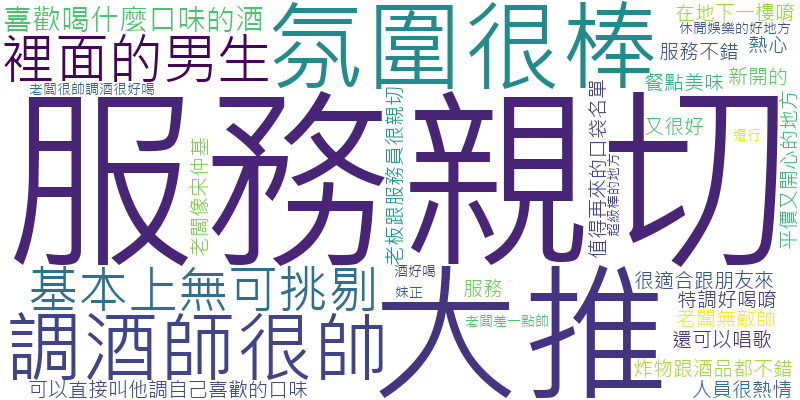 喜歡喝什麼口味的酒
氛圍很棒
在地下一樓唷
休閒娛樂的好地方
裡面的男生
服務不錯
熱心
老闆很帥調酒很好喝
餐點美味
新開的
服務親切
老闆像宋仲基
老板跟服務員很親切
值得再來的口袋名單
超級棒的地方
又很好
還行
平價又開心的地方
基本上無可挑剔
大推
酒好喝
妹正
服務
老闆差一點帥
很適合跟朋友來
特調好喝唷
老闆無敵帥
調酒師很帥
還可以唱歌
炸物跟酒品都不錯
可以直接叫他調自己喜歡的口味
人員很熱情